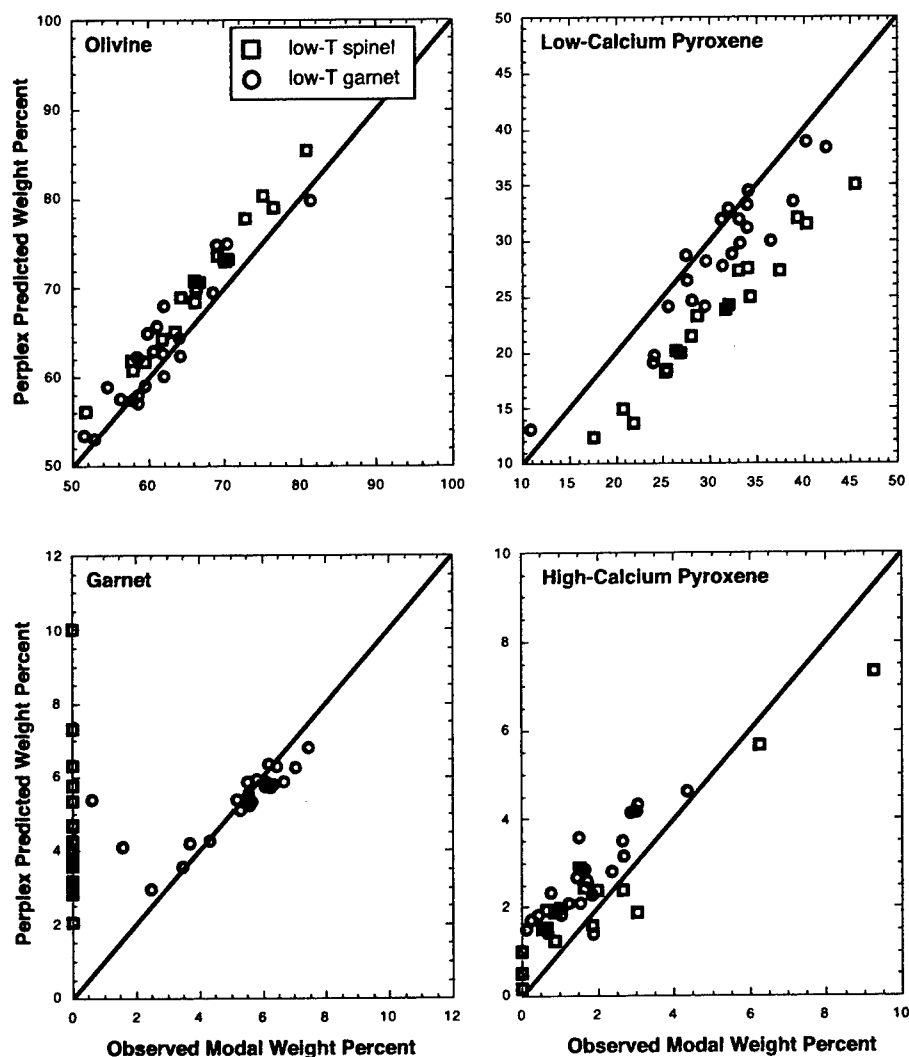 Olivine
low-T spinel
low-T garnet
Perplex Predicted Weight Percent
100
90
80
70
60
50
50 60 70 80 90 100
Low-Calcium Pyroxene
50
45
40
35
30
25
20
15
10
10 15 20 25 30 35 40 45 50
Garnet
Perplex Predicted Weight Percent
12
10
8
6
4
2
0
0 2 4 6 8 10 12
Observed Modal Weight Percent
High-Calcium Pyroxene
10
8
6
4
2
0
0 2 4 6 8 10
Observed Modal Weight Percent